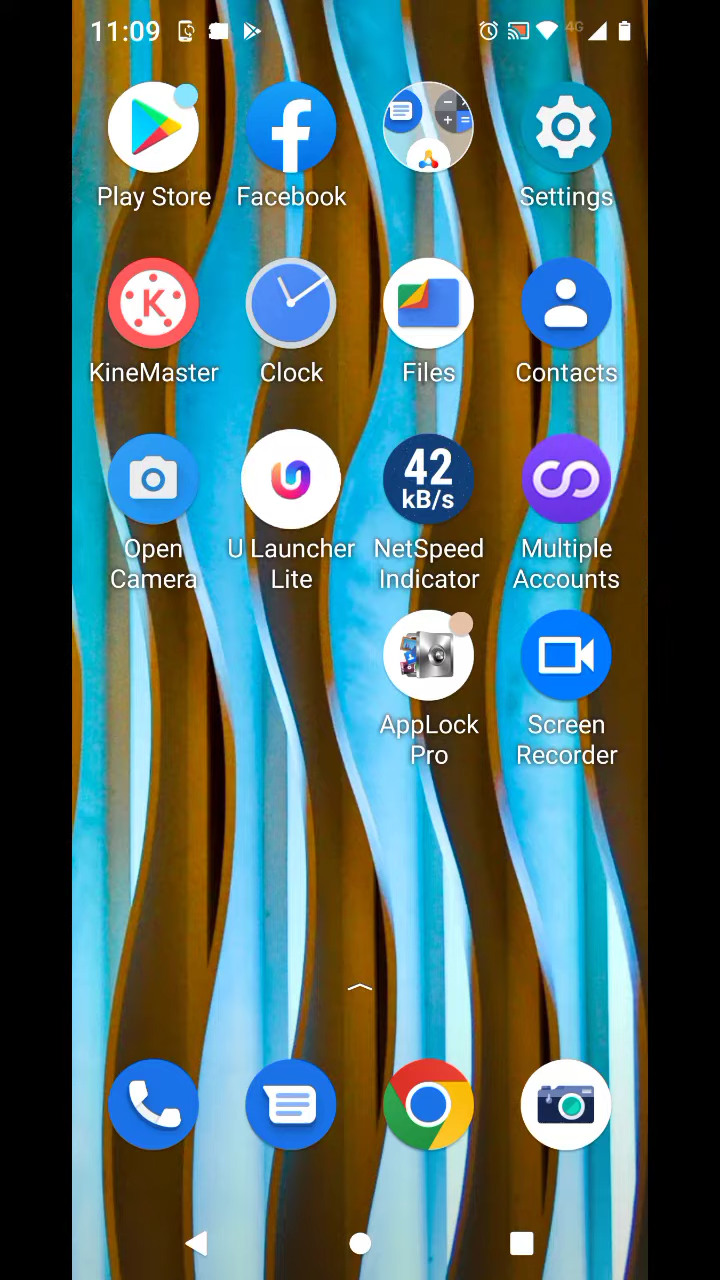 11:09
4G
Play Store
Facebook
Settings
KineMaster
Clock
Files
Contacts
42
kB/s
Open
Camera
U Launcher
Lite
NetSpeed
Indicator
Multiple
Accounts
AppLock
Pro
Screen
Recorder